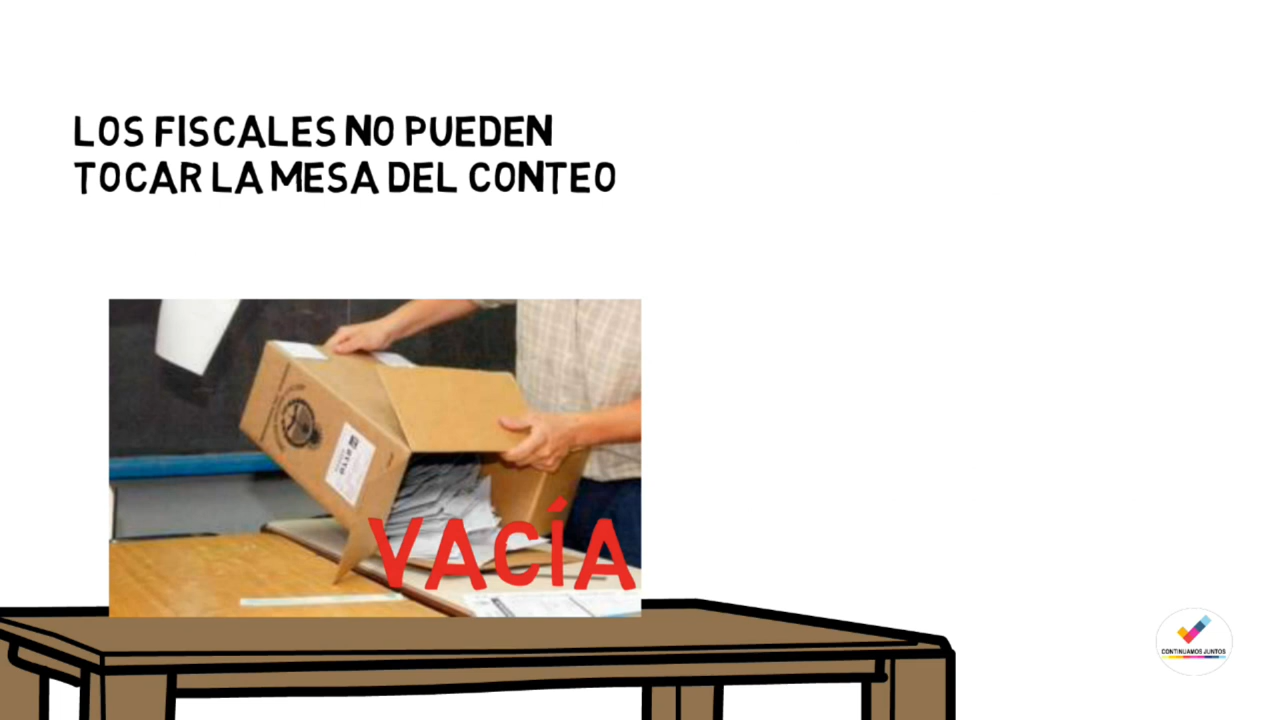 LOS FISCALES NO PUEDEN
TOCAR LA MESA DEL CONTEO
VACÍA
CONTINUAMOS JUNTOS